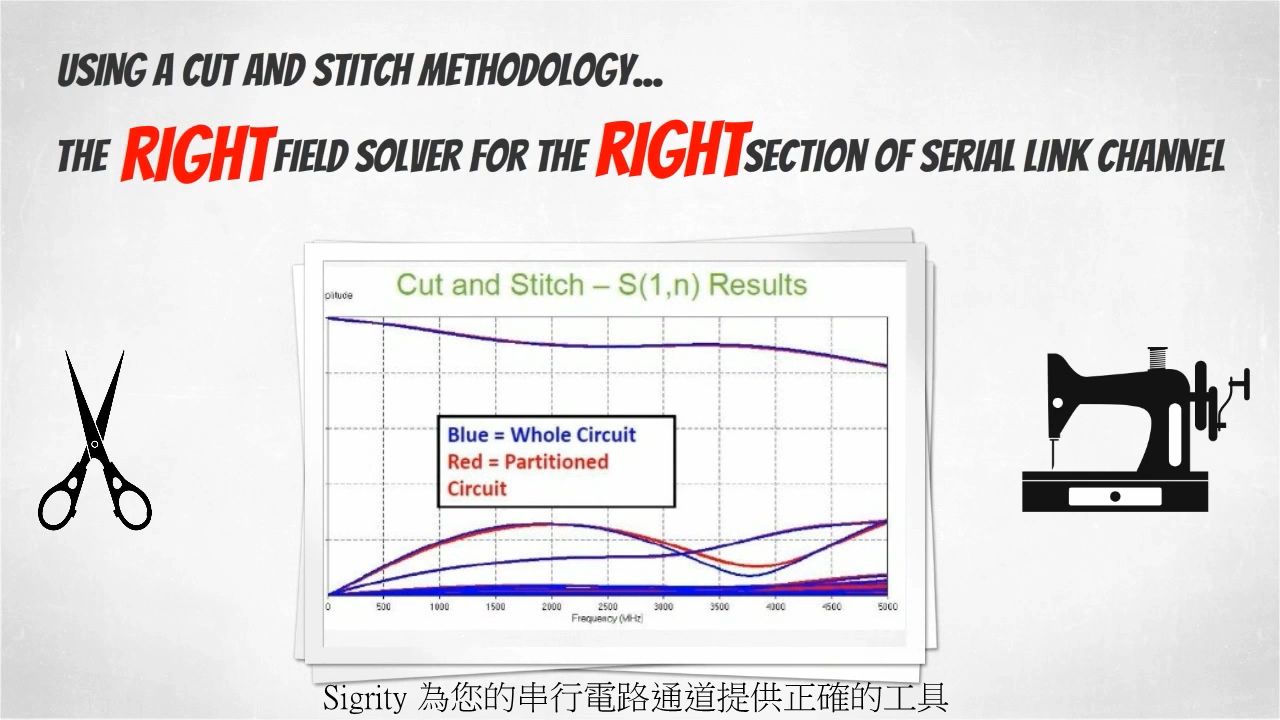 USING A CUT AND STITCH METHODOLOGY...
THE RIGHT FIELD SOLVER FOR THE RIGHT SECTION OF SERIAL LINK CHANNEL
Cut and Stitch – S(1,n) Results
plitude
Blue = Whole Circuit
Red = Partitioned
Circuit
0 500 1000 1500 2000 2500 3000 3500 4000 4500 5000
Frequency (MHz)
Sigrity 為您的串行電路通道提供正確的工具